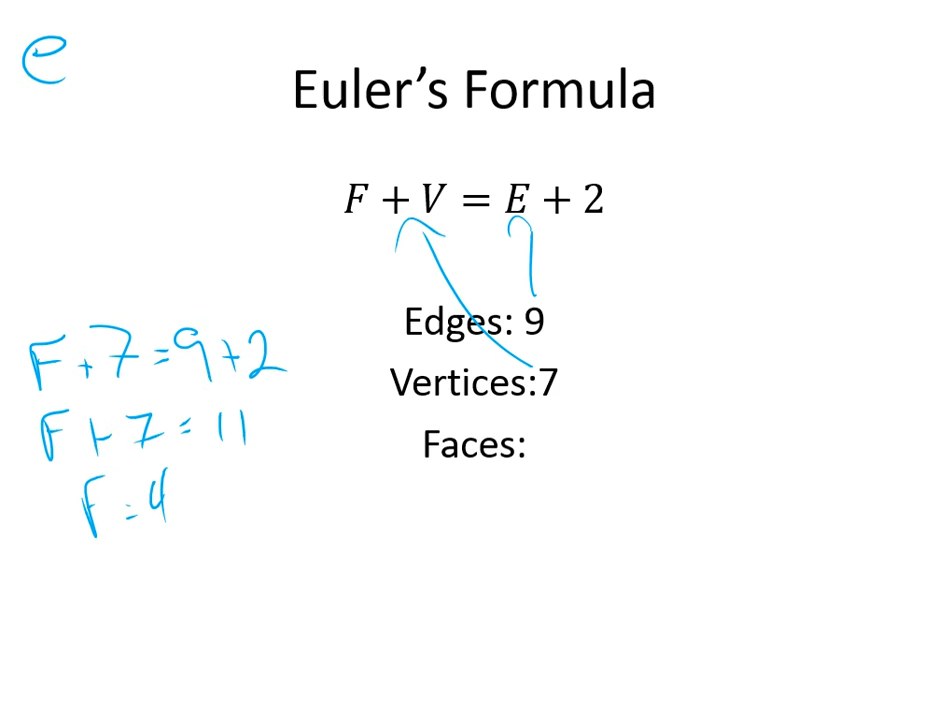 e
Euler's Formula
F + V = E + 2
Edges: 9
Vertices:7
Faces:
F+7=9+2
F+7=11
F=4